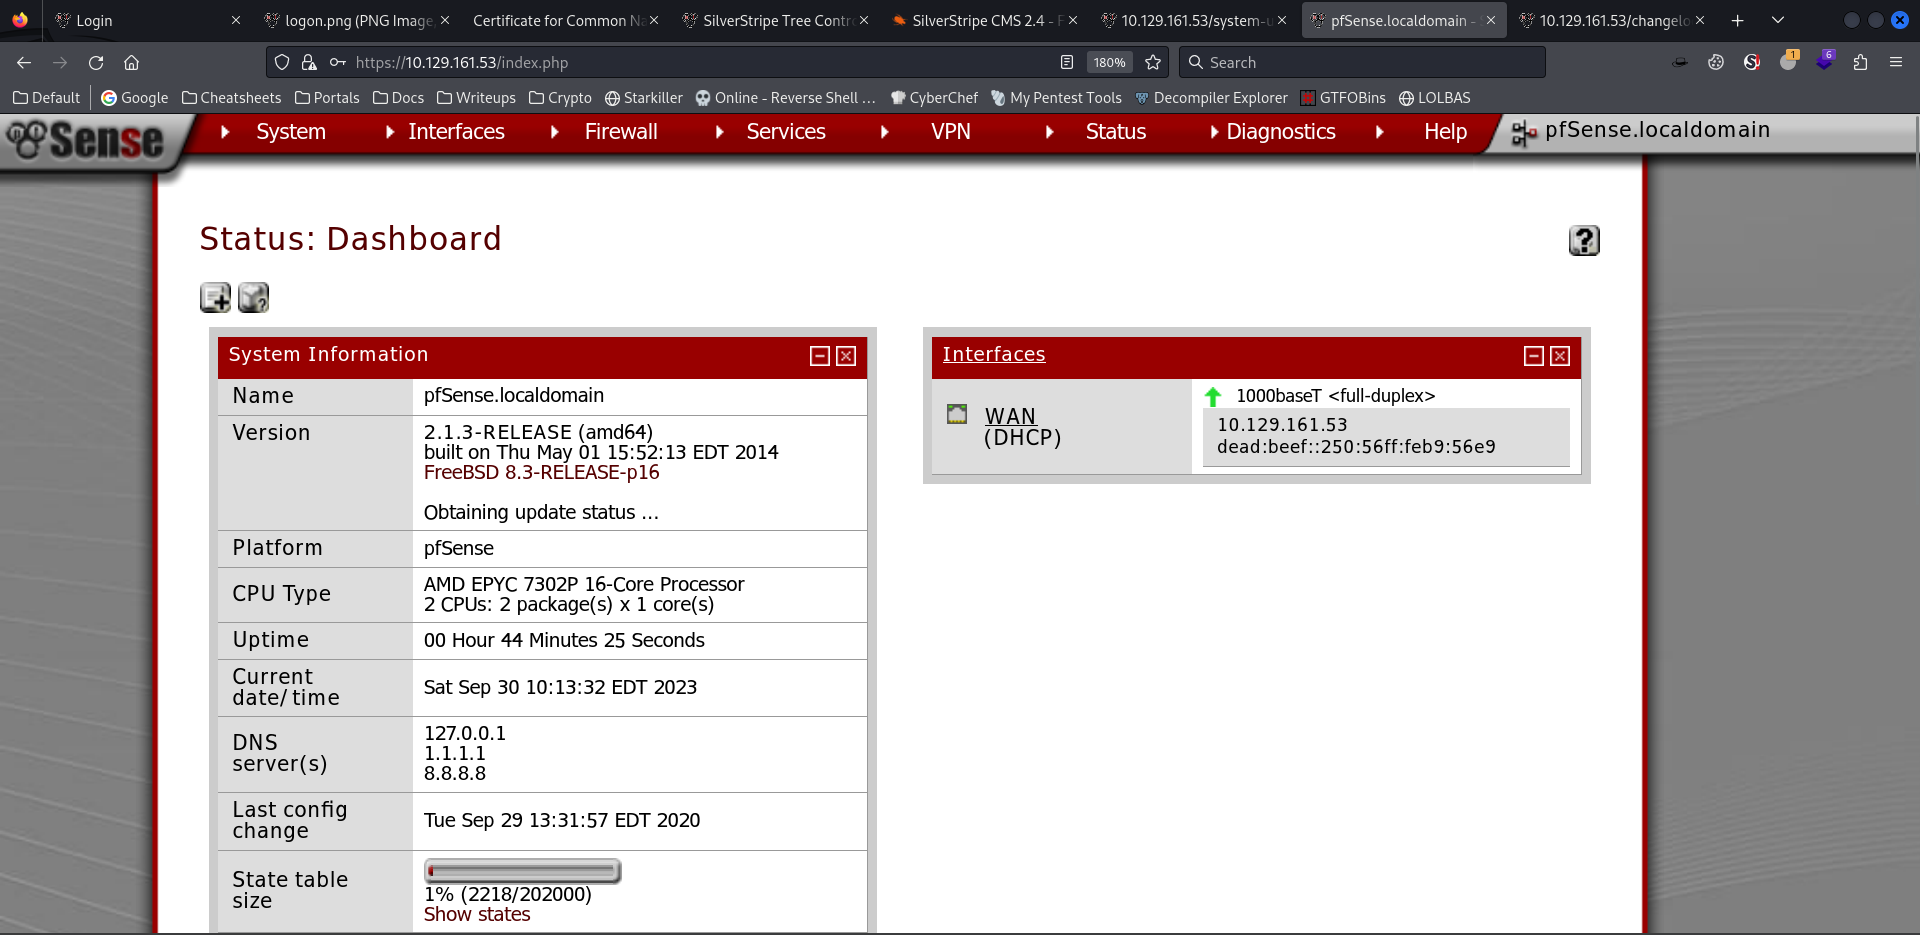 Login
logon.png (PNG Image,
Certificate for Common Na
SilverStripe Tree Contro
SilverStripe CMS 2.4 - F
10.129.161.53/system-u
pfSense.localdomain -
10.129.161.53/changelo
https://10.129.161.53/index.php
180%
Search
1
6
Default
Google
Cheatsheets
Portals
Docs
Writeups
Crypto
Starkiller
Online - Reverse Shell ...
CyberChef
My Pentest Tools
Decompiler Explorer
GTFOBins
LOLBAS
Sense
System
Interfaces
Firewall
Services
VPN
Status
Diagnostics
Help
pfSense.localdomain
Status: Dashboard
?
System Information
Name
pfSense.localdomain
Version
2.1.3-RELEASE (amd64)
built on Thu May 01 15:52:13 EDT 2014
FreeBSD 8.3-RELEASE-p16
Obtaining update status ...
Platform
pfSense
CPU Type
AMD EPYC 7302P 16-Core Processor
2 CPUs: 2 package(s) x 1 core(s)
Uptime
00 Hour 44 Minutes 25 Seconds
Current
date/time
Sat Sep 30 10:13:32 EDT 2023
DNS
server(s)
127.0.0.1
1.1.1.1
8.8.8.8
Last config
change
Tue Sep 29 13:31:57 EDT 2020
State table
size
1% (2218/202000)
Show states
Interfaces
WAN
(DHCP)
1000baseT <full-duplex>
10.129.161.53
dead:beef::250:56ff:feb9:56e9